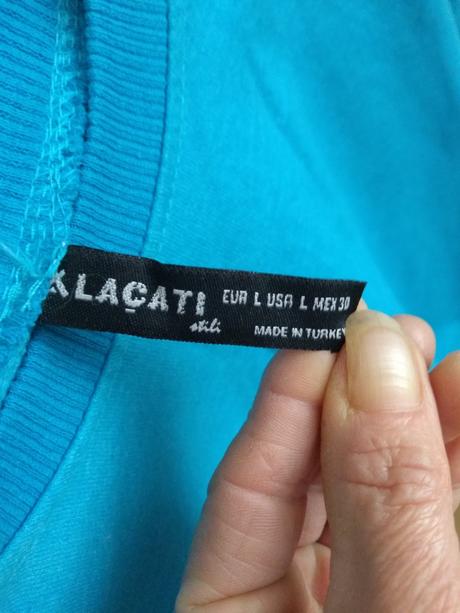 ALAÇATI EUR L USA L MEX 30
stili MADE IN TURKEY